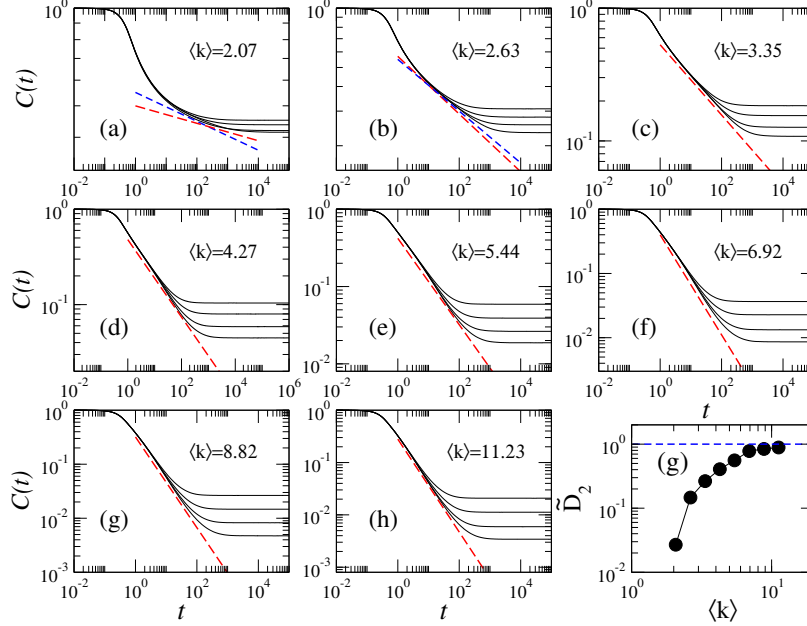 10^0
C(t)
⟨k⟩=2.07
(a)
10^-2 10^0 10^2 10^4
10^0
⟨k⟩=2.63
(b)
10^-2 10^0 10^2 10^4
10^0
10^-1
⟨k⟩=3.35
(c)
10^-2 10^0 10^2 10^4
10^0
10^-1
C(t)
⟨k⟩=4.27
(d)
10^-2 10^0 10^2 10^4 10^6
10^0
10^-1
10^-2
⟨k⟩=5.44
(e)
10^-2 10^0 10^2 10^4 10^6
10^0
10^-1
10^-2
⟨k⟩=6.92
(f)
10^-2 10^0 10^2 10^4
t
10^0
10^-1
10^-2
10^-3
C(t)
⟨k⟩=8.82
(g)
10^-2 10^0 10^2 10^4
t
10^0
10^-1
10^-2
10^-3
⟨k⟩=11.23
(h)
10^-2 10^0 10^2 10^4
t
10^0
10^-1
10^-2
D̃_2
(g)
10^0 10^1
⟨k⟩